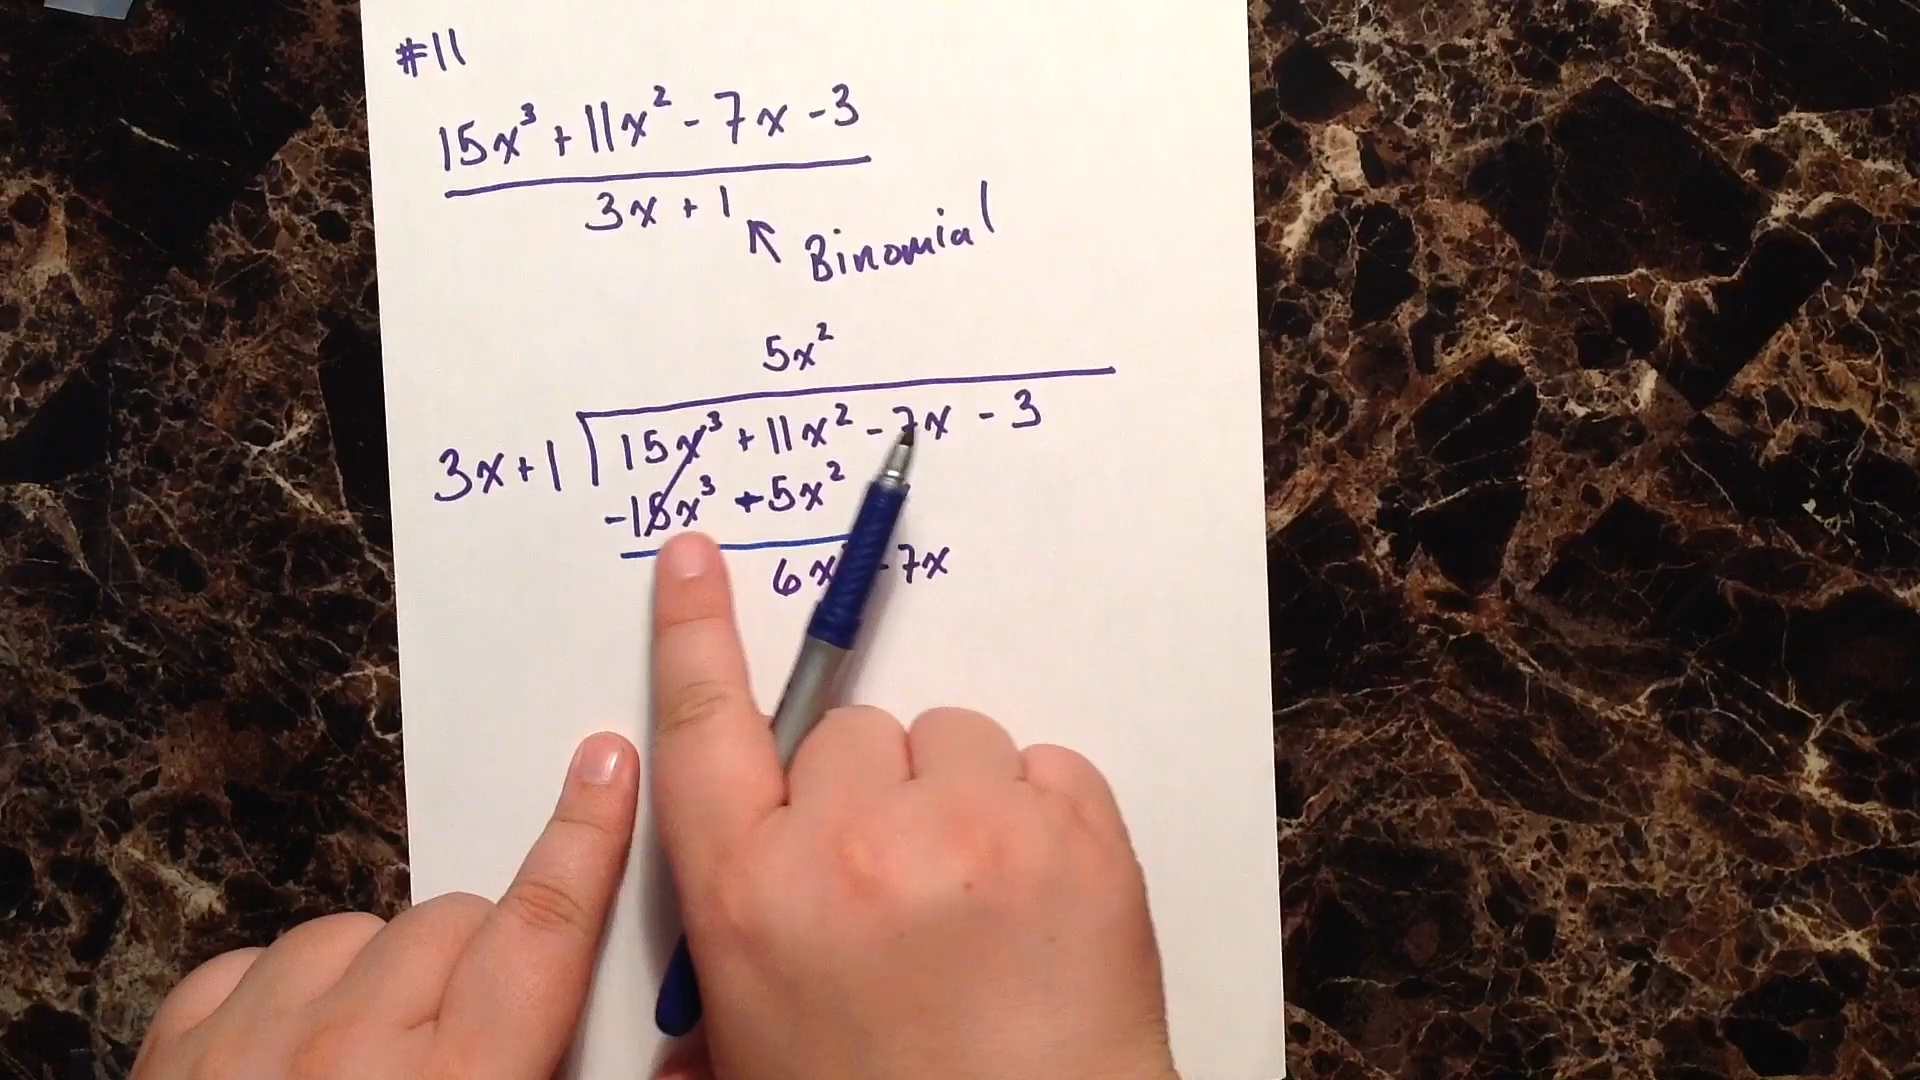 #11
15x³ + 11x² - 7x - 3
3x + 1
Binomial
5x²
3x+1 15x³ + 11x² - 7x - 3
-15x³ + 5x²
6x - 7x